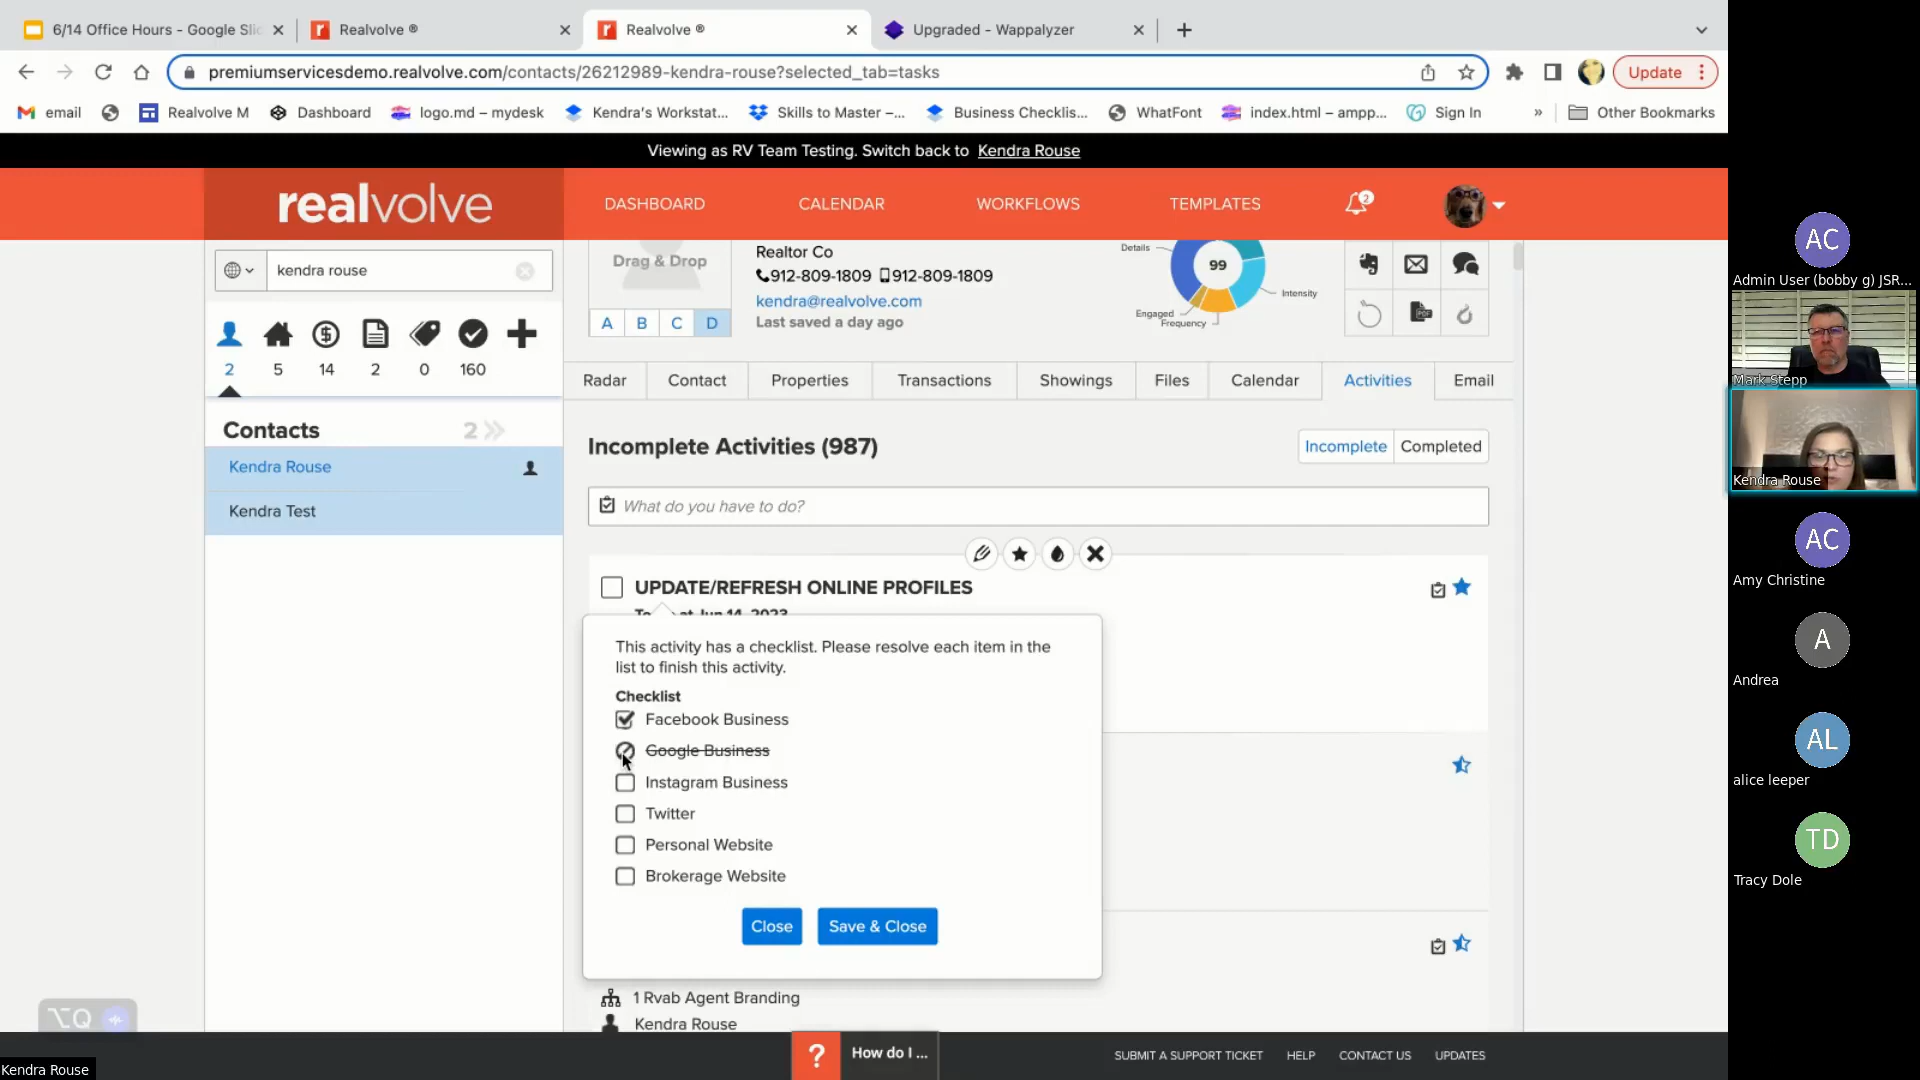 6/14 Office Hours - Google Slid
Realvolve ®
Realvolve ®
Upgraded - Wappalyzer
premiumservicesdemo.realvolve.com/contacts/26212989-kendra-rouse?selected_tab=tasks
Update
email
Realvolve M
Dashboard
logo.md – mydesk
Kendra's Workstat...
Skills to Master –...
Business Checklis...
WhatFont
index.html – ampp...
Sign In
»
Other Bookmarks
Viewing as RV Team Testing. Switch back to Kendra Rouse
realvolve
DASHBOARD
CALENDAR
WORKFLOWS
TEMPLATES
2
kendra rouse
2
5
14
2
0
160
Contacts
2
Kendra Rouse
Kendra Test
Drag & Drop
A B C D
Realtor Co
912-809-1809 912-809-1809
kendra@realvolve.com
Last saved a day ago
Details
99
Intensity
Engaged
Frequency
PDF
Radar
Contact
Properties
Transactions
Showings
Files
Calendar
Activities
Email
Incomplete Activities (987)
Incomplete
Completed
What do you have to do?
UPDATE/REFRESH ONLINE PROFILES
at Jun 14, 2023
This activity has a checklist. Please resolve each item in the
list to finish this activity.
Checklist
Facebook Business
Google Business
Instagram Business
Twitter
Personal Website
Brokerage Website
Close
Save & Close
1 Rvab Agent Branding
Kendra Rouse
⌥Q
? How do I ...
SUBMIT A SUPPORT TICKET
HELP
CONTACT US
UPDATES
Kendra Rouse
AC
Admin User (bobby g) JSR...
Mark Stepp
Kendra Rouse
AC
Amy Christine
A
Andrea
AL
alice leeper
TD
Tracy Dole